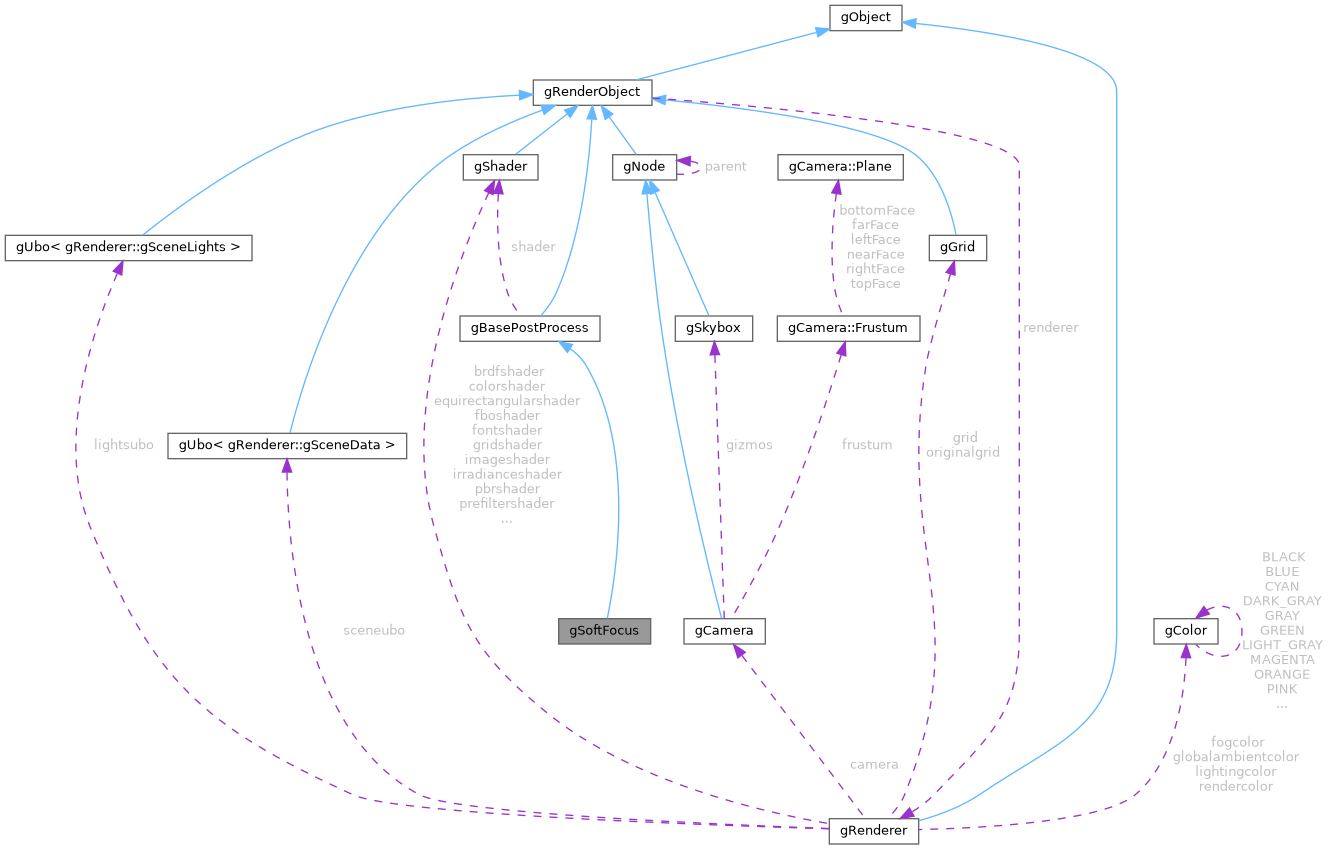 gObject
gRenderObject
gShader
gNode
parent
gCamera::Plane
bottomFace
farFace
leftFace
nearFace
rightFace
topFace
gUbo< gRenderer::gSceneLights >
shader
gGrid
gBasePostProcess
gSkybox
gCamera::Frustum
renderer
brdfshader
colorshader
equirectangularshader
fboshader
fontshader
gridshader
imageshader
irradianceshader
pbrshader
prefiltershader
...
lightsubo
gUbo< gRenderer::gSceneData >
gizmos
frustum
grid
originalgrid
BLACK
BLUE
CYAN
DARK_GRAY
GRAY
GREEN
LIGHT_GRAY
MAGENTA
ORANGE
PINK
...
sceneubo
gSoftFocus
gCamera
gColor
camera
fogcolor
globalambientcolor
lightingcolor
rendercolor
gRenderer